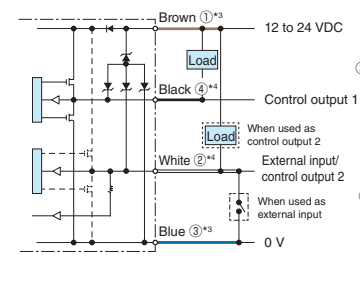 Brown ①*3
12 to 24 VDC
Load
Black ④*4
Control output 1
Load
When used as
control output 2
White ②*4
External input/
control output 2
When used as
external input
Blue ③*3
0 V